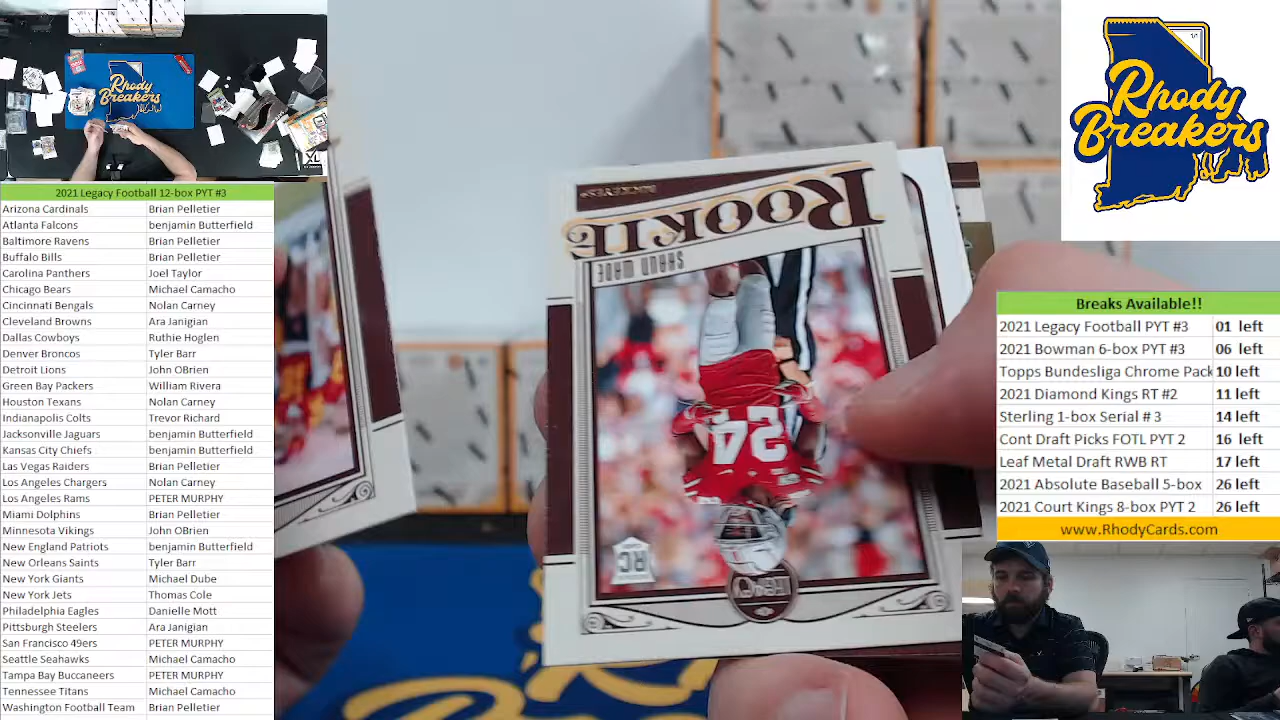 Rhody
Breakers
2021 Legacy Football 12-box PYT #3
Arizona Cardinals Brian Pelletier
Atlanta Falcons benjamin Butterfield
Baltimore Ravens Brian Pelletier
Buffalo Bills Brian Pelletier
Carolina Panthers Joel Taylor
Chicago Bears Michael Camacho
Cincinnati Bengals Nolan Carney
Cleveland Browns Ara Janigian
Dallas Cowboys Ruthie Hoglen
Denver Broncos Tyler Barr
Detroit Lions John OBrien
Green Bay Packers William Rivera
Houston Texans Nolan Carney
Indianapolis Colts Trevor Richard
Jacksonville Jaguars benjamin Butterfield
Kansas City Chiefs benjamin Butterfield
Las Vegas Raiders Brian Pelletier
Los Angeles Chargers Nolan Carney
Los Angeles Rams PETER MURPHY
Miami Dolphins Brian Pelletier
Minnesota Vikings John OBrien
New England Patriots benjamin Butterfield
New Orleans Saints Tyler Barr
New York Giants Michael Dube
New York Jets Thomas Cole
Philadelphia Eagles Danielle Mott
Pittsburgh Steelers Ara Janigian
San Francisco 49ers PETER MURPHY
Seattle Seahawks Michael Camacho
Tampa Bay Buccaneers PETER MURPHY
Tennessee Titans Michael Camacho
Washington Football Team Brian Pelletier
BUCKEYES
ROOKIE
SHAUN WADE
24
RC
LEGACY
Rhody
Breakers
Breaks Available!!
2021 Legacy Football PYT #3 01 left
2021 Bowman 6-box PYT #3 06 left
Topps Bundesliga Chrome Pack 10 left
2021 Diamond Kings RT #2 11 left
Sterling 1-box Serial # 3 14 left
Cont Draft Picks FOTL PYT 2 16 left
Leaf Metal Draft RWB RT 17 left
2021 Absolute Baseball 5-box 26 left
2021 Court Kings 8-box PYT 2 26 left
www.RhodyCards.com